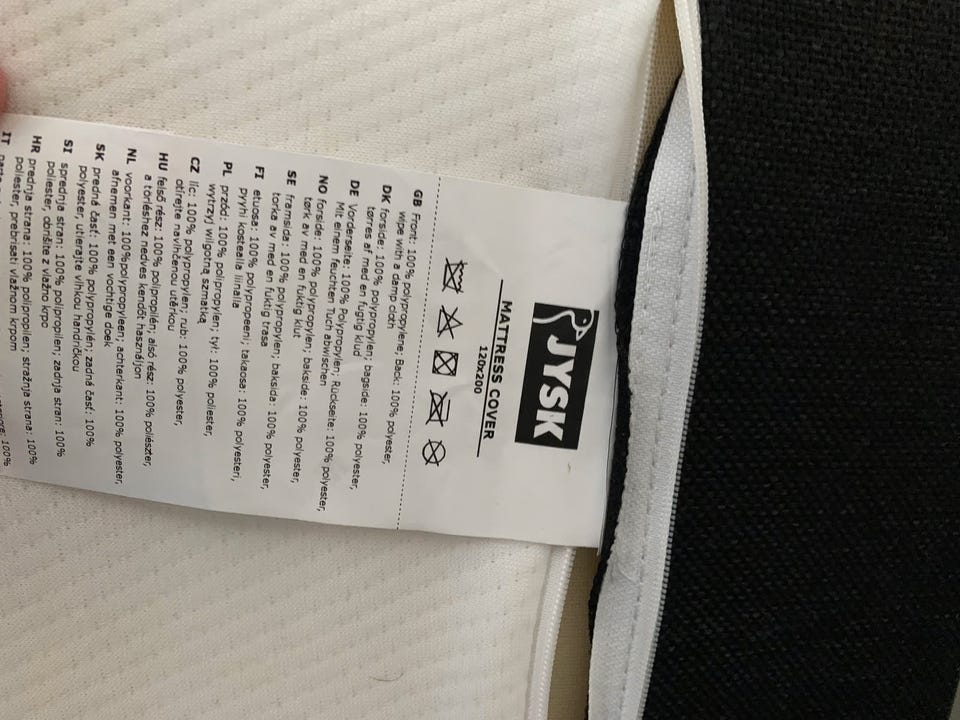 JYSK
MATTRESS COVER
120x200
GB Front: 100% polypropylene; Back: 100% polyester,
wipe with a damp cloth
DK forside: 100% polypropylen; bagside: 100% polyester,
tørres af med en fugtig klud
DE Vorderseite: 100% Polypropylen; Rückseite: 100% polyester,
Mit einem feuchten Tuch abwischen
NO forside: 100% polypropylen; bakside: 100% polyester,
tørk av med en fuktig klut
SE framsida: 100% polypropylen; baksida: 100% polyester,
torka av med en fuktig trasa
FI etuosa: 100% polypropeeni; takaosa: 100% polyesteri,
pyyhi kostealla liinalla
PL przód: 100% polipropylen; tył: 100% poliester,
wytrzyj wilgotną szmatką
CZ líc: 100% polypropylen; rub: 100% polyester,
otírejte navlhčenou utěrkou
HU felső rész: 100% polipropilén; alsó rész: 100% poliészter,
a törléshez nedves kendőt használjon
NL voorkant: 100%polypropyleen; achterkant: 100% polyester,
afnemen met een vochtige doek
SK predná časť: 100% polypropylén; zadná časť: 100%
polyester, utierajte vlhkou handričkou
SI sprednja stran: 100% polipropilen; zadnja stran: 100%
poliester, obrišite z vlažno krpo
HR prednja strana: 100% polipropilen; stražnja strana: 100%
poliester, prebrisati vlažnom krpom
IT 100%